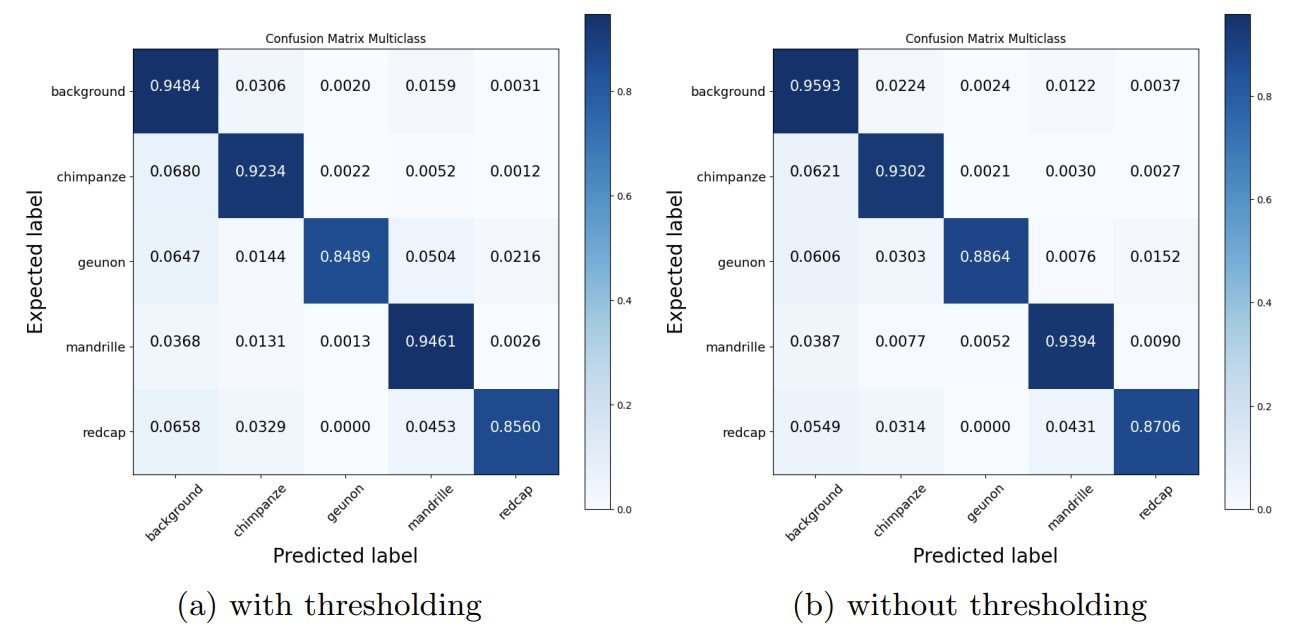 Confusion Matrix Multiclass
Expected label
background 0.9484 0.0306 0.0020 0.0159 0.0031
chimpanze 0.0680 0.9234 0.0022 0.0052 0.0012
geunon 0.0647 0.0144 0.8489 0.0504 0.0216
mandrille 0.0368 0.0131 0.0013 0.9461 0.0026
redcap 0.0658 0.0329 0.0000 0.0453 0.8560
background chimpanze geunon mandrille redcap
Predicted label
0.8
0.6
0.4
0.2
0.0
(a) with thresholding
Confusion Matrix Multiclass
Expected label
background 0.9593 0.0224 0.0024 0.0122 0.0037
chimpanze 0.0621 0.9302 0.0021 0.0030 0.0027
geunon 0.0606 0.0303 0.8864 0.0076 0.0152
mandrille 0.0387 0.0077 0.0052 0.9394 0.0090
redcap 0.0549 0.0314 0.0000 0.0431 0.8706
background chimpanze geunon mandrille redcap
Predicted label
0.8
0.6
0.4
0.2
0.0
(b) without thresholding